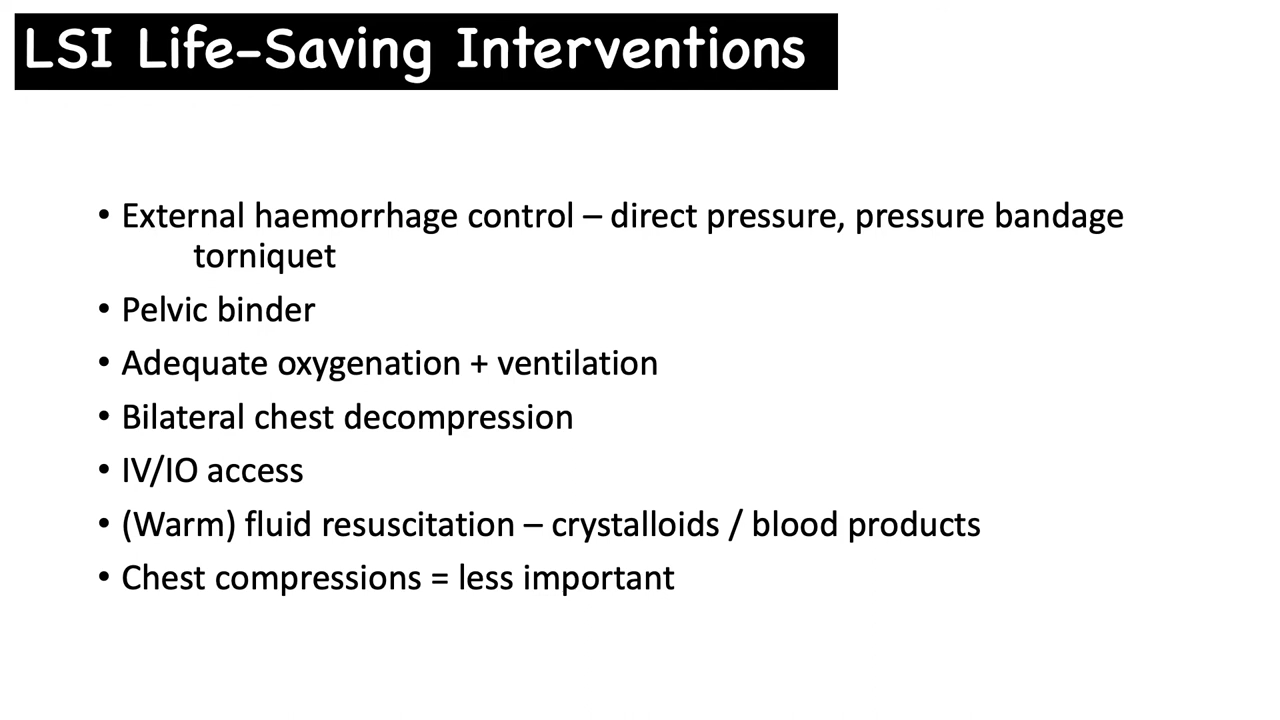 LSI Life-Saving Interventions
• External haemorrhage control – direct pressure, pressure bandage
torniquet
• Pelvic binder
• Adequate oxygenation + ventilation
• Bilateral chest decompression
• IV/IO access
• (Warm) fluid resuscitation – crystalloids / blood products
• Chest compressions = less important